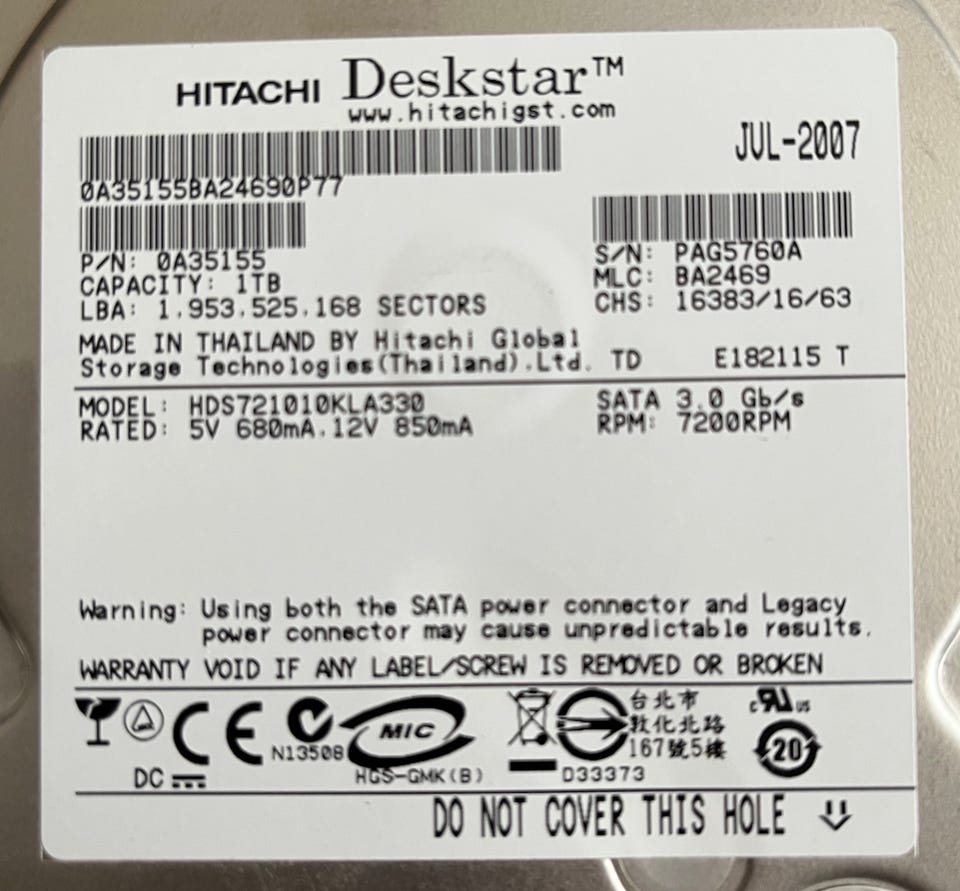 HITACHI Deskstar™
www.hitachigst.com
JUL-2007
0A35155BA24690P77
P/N: 0A35155
CAPACITY: 1TB
LBA: 1,953,525,168 SECTORS
S/N: PAG5760A
MLC: BA2469
CHS: 16383/16/63
MADE IN THAILAND BY Hitachi Global
Storage Technologies(Thailand).Ltd. TD E182115 T
MODEL: HDS721010KLA330
RATED: 5V 680mA,12V 850mA
SATA 3.0 Gb/s
RPM: 7200RPM
Warning: Using both the SATA power connector and Legacy
power connector may cause unpredictable results.
WARRANTY VOID IF ANY LABEL/SCREW IS REMOVED OR BROKEN
CE
N13508
MIC
HGS-GMK(B)
D33373
台北市
敦化北路
167號5樓
c RU us
20
DC
DO NOT COVER THIS HOLE